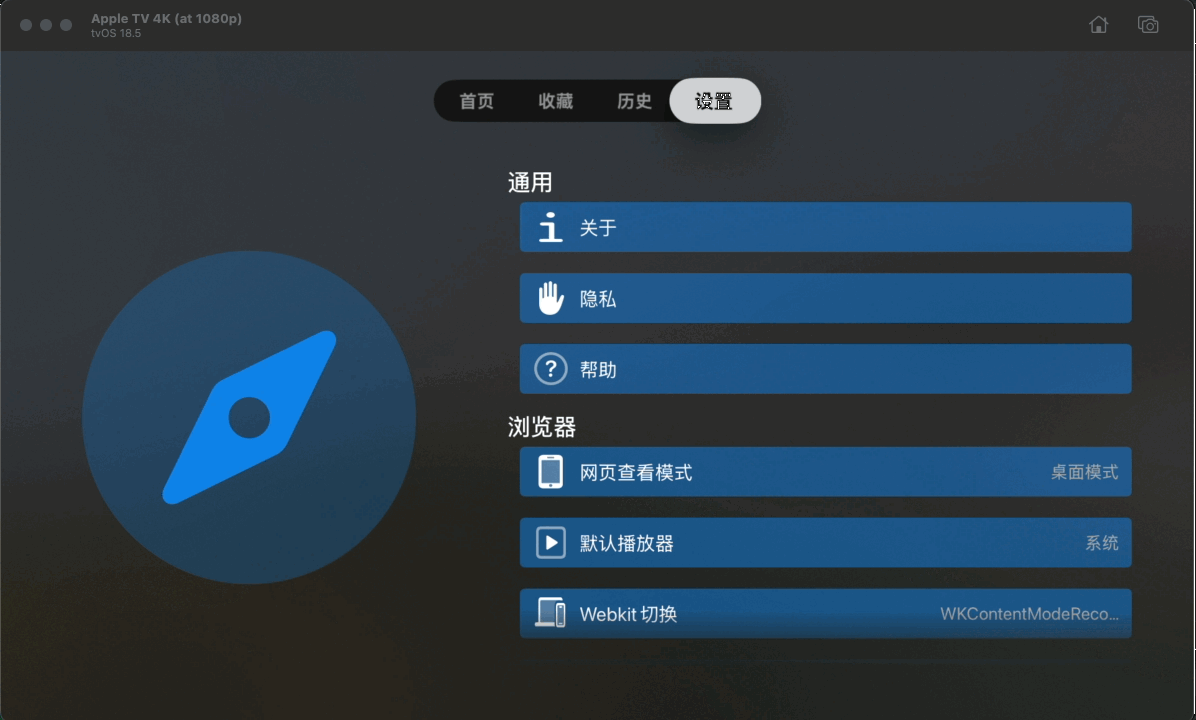 Apple TV 4K (at 1080p)
tvOS 18.5
首页 收藏 历史 设置
通用
关于
隐私
?
帮助
浏览器
网页查看模式 桌面模式
默认播放器 系统
Webkit 切换 WKContentModeReco...